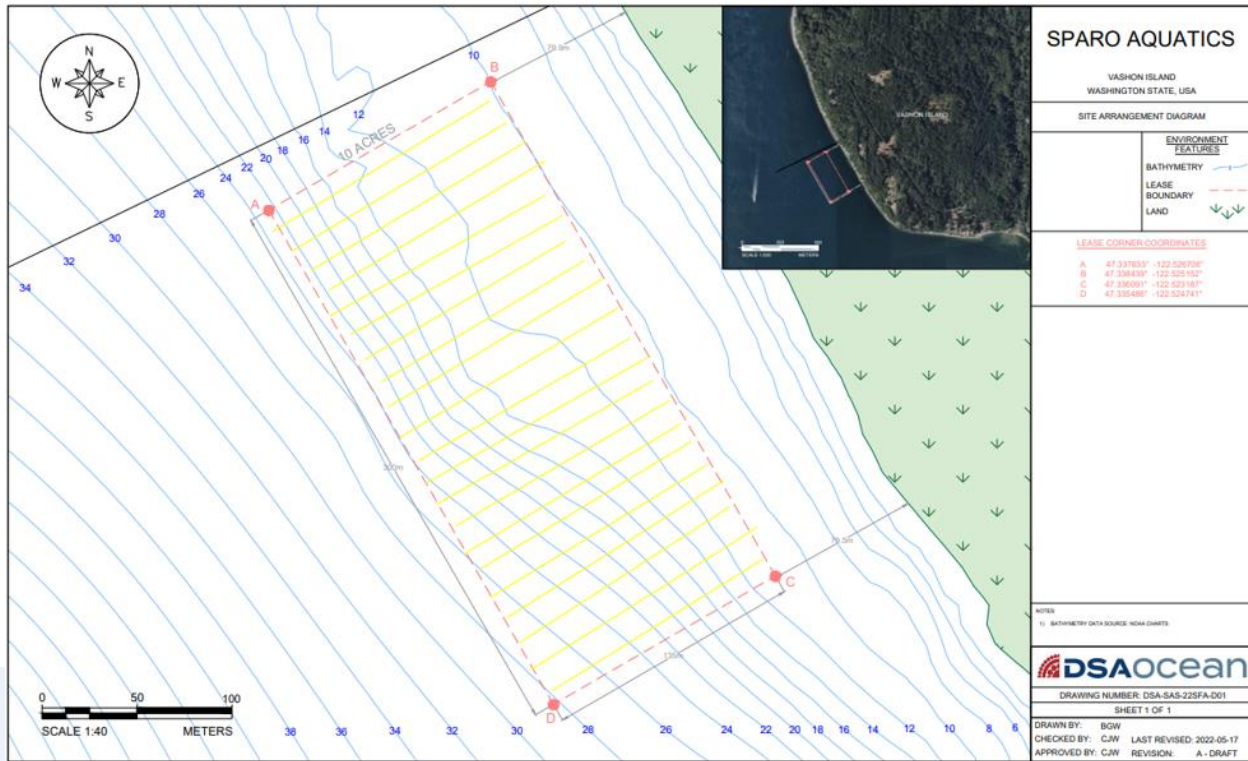 N
W E
S
10
12
14
16
18
20
22
24
26
28
30
32
34
A
B
C
D
10 ACRES
79.5m
0 50 100
SCALE 1:40 METERS
38
36
34
32
30
28
26
24
22
20
18
16
14
12
10
8
6
VASHON ISLAND
METERS
SPARO AQUATICS
VASHON ISLAND
WASHINGTON STATE, USA
SITE ARRANGEMENT DIAGRAM
ENVIRONMENT
FEATURES
BATHYMETRY
LEASE
BOUNDARY
LAND
LEASE CORNER COORDINATES
A 47.337833° -122.526706°
B 47.338439° -122.525152°
C 47.336091° -122.523187°
D 47.335486° -122.524741°
NOTES
1) BATHYMETRY DATA SOURCE: NOAA CHARTS
DSAOCEAN
DRAWING NUMBER: DSA-SAS-22SFA-D01
SHEET 1 OF 1
DRAWN BY: BGW
CHECKED BY: CJW LAST REVISED: 2022-05-17
APPROVED BY: CJW REVISION: A - DRAFT